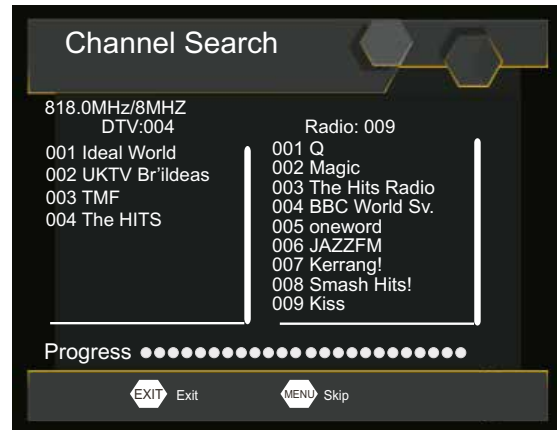 Channel Search
818.0MHz/8MHZ
DTV:004
001 Ideal World
002 UKTV Br'ildeas
003 TMF
004 The HITS
Radio: 009
001 Q
002 Magic
003 The Hits Radio
004 BBC World Sv.
005 oneword
006 JAZZFM
007 Kerrang!
008 Smash Hits!
009 Kiss
Progress
EXIT Exit
MENU Skip